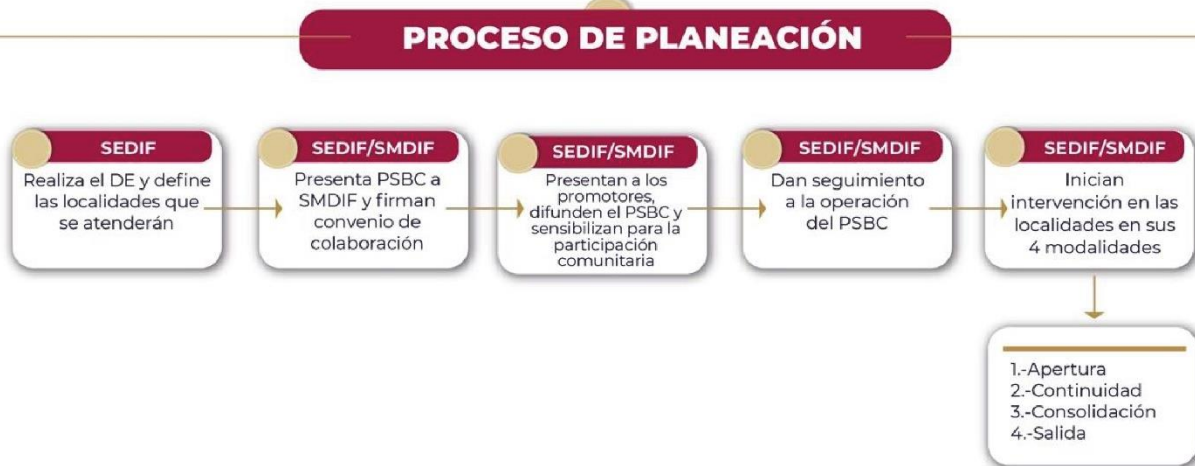 PROCESO DE PLANEACIÓN
SEDIF
Realiza el DE y define
las localidades que
se atenderán
SEDIF/SMDIF
Presenta PSBC a
SMDIF y firman
convenio de
colaboración
SEDIF/SMDIF
Presentan a los
promotores,
difunden el PSBC y
sensibilizan para la
participación
comunitaria
SEDIF/SMDIF
Dan seguimiento
a la operación
del PSBC
SEDIF/SMDIF
Inician
intervención en las
localidades en sus
4 modalidades
1.-Apertura
2.-Continuidad
3.-Consolidación
4.-Salida